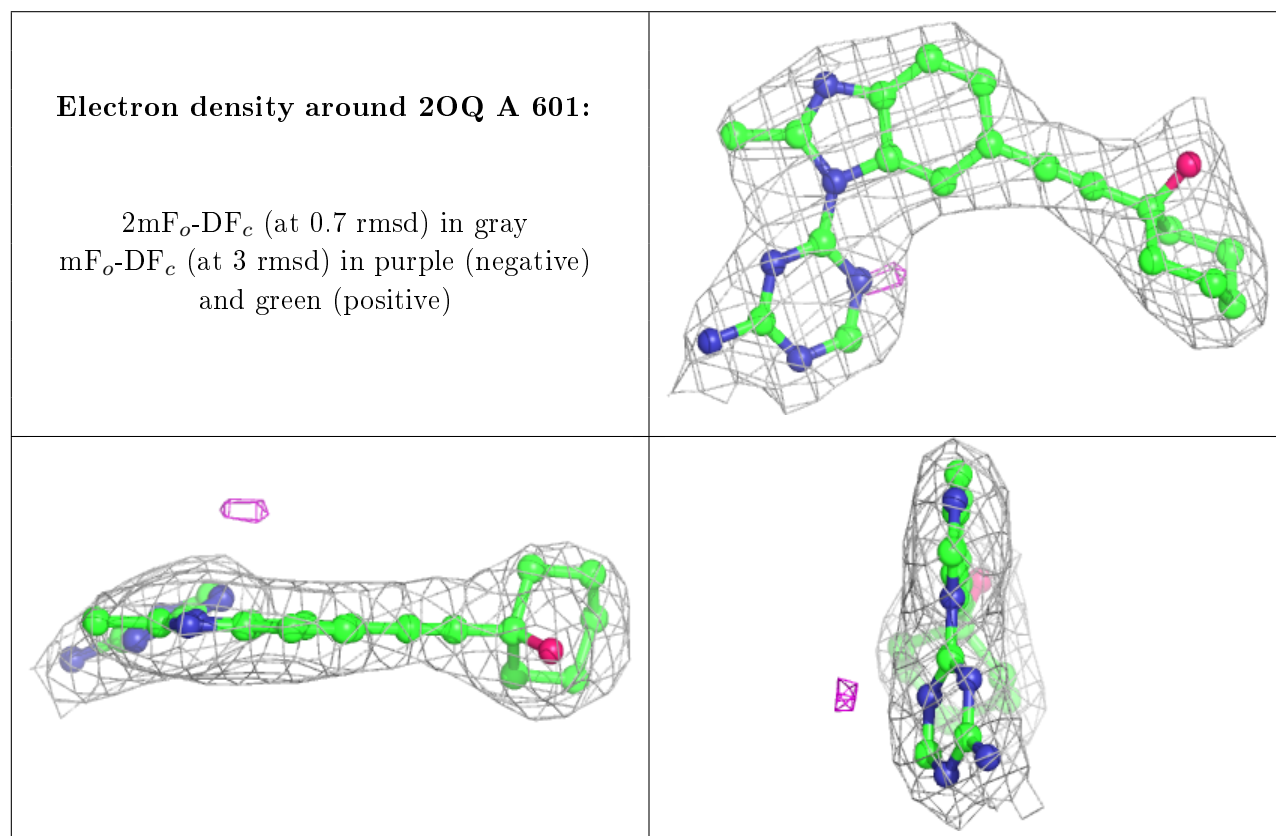 Electron density around 2OQ A 601:
2mFo-DFc (at 0.7 rmsd) in gray
mFo-DFc (at 3 rmsd) in purple (negative)
and green (positive)